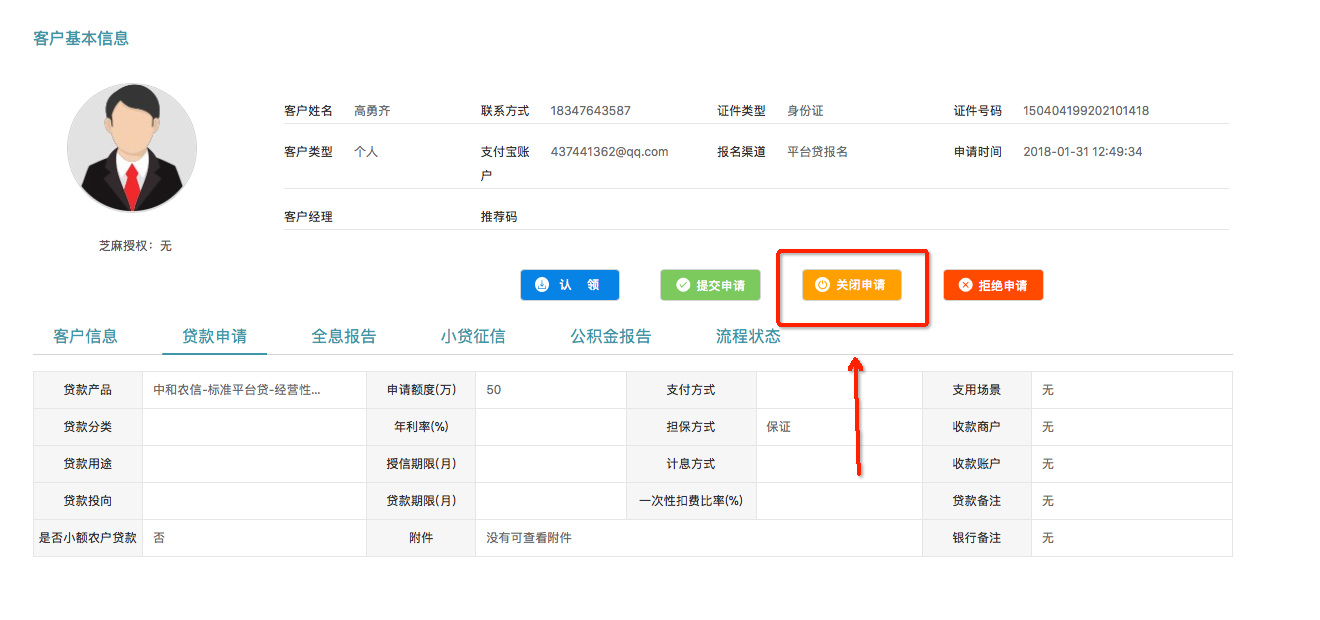 客户基本信息
客户姓名 高勇齐 联系方式 18347643587 证件类型 身份证 证件号码 150404199202101418
客户类型 个人 支付宝账户 437441362@qq.com 报名渠道 平台贷报名 申请时间 2018-01-31 12:49:34
客户经理 推荐码
芝麻授权：无
认 领 提交申请 关闭申请 拒绝申请
客户信息 贷款申请 全息报告 小贷征信 公积金报告 流程状态
贷款产品 中和农信-标准平台贷-经营性... 申请额度(万) 50 支付方式 支用场景 无
贷款分类 年利率(%) 担保方式 保证 收款商户 无
贷款用途 授信期限(月) 计息方式 收款账户 无
贷款投向 贷款期限(月) 一次性扣费比率(%) 贷款备注 无
是否小额农户贷款 否 附件 没有可查看附件 银行备注 无